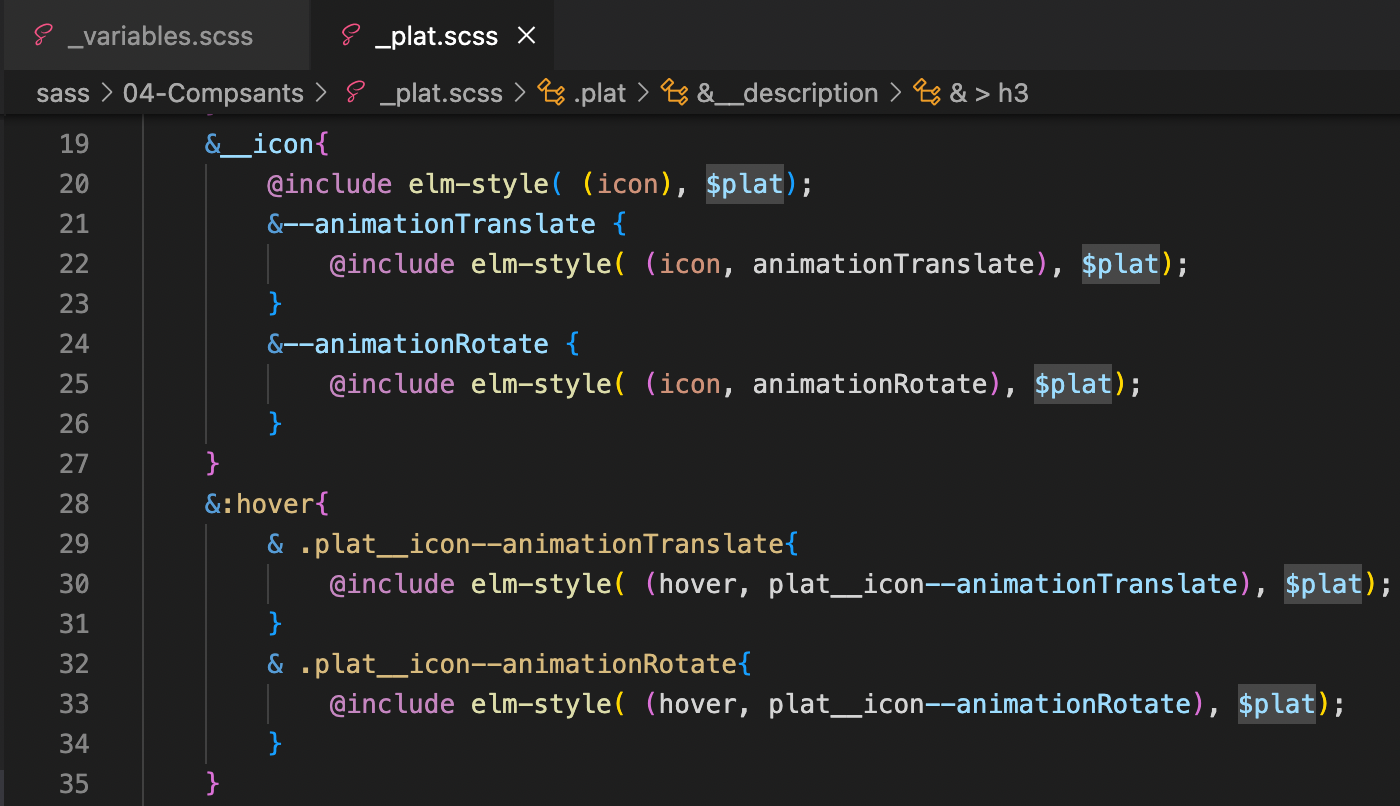 _variables.scss
_plat.scss
sass > 04-Compsants > _plat.scss > .plat > &__description > & > h3
19 &__icon{
20 @include elm-style( (icon), $plat);
21 &--animationTranslate {
22 @include elm-style( (icon, animationTranslate), $plat);
23 }
24 &--animationRotate {
25 @include elm-style( (icon, animationRotate), $plat);
26 }
27 }
28 &:hover{
29 & .plat__icon--animationTranslate{
30 @include elm-style( (hover, plat__icon--animationTranslate), $plat);
31 }
32 & .plat__icon--animationRotate{
33 @include elm-style( (hover, plat__icon--animationRotate), $plat);
34 }
35 }